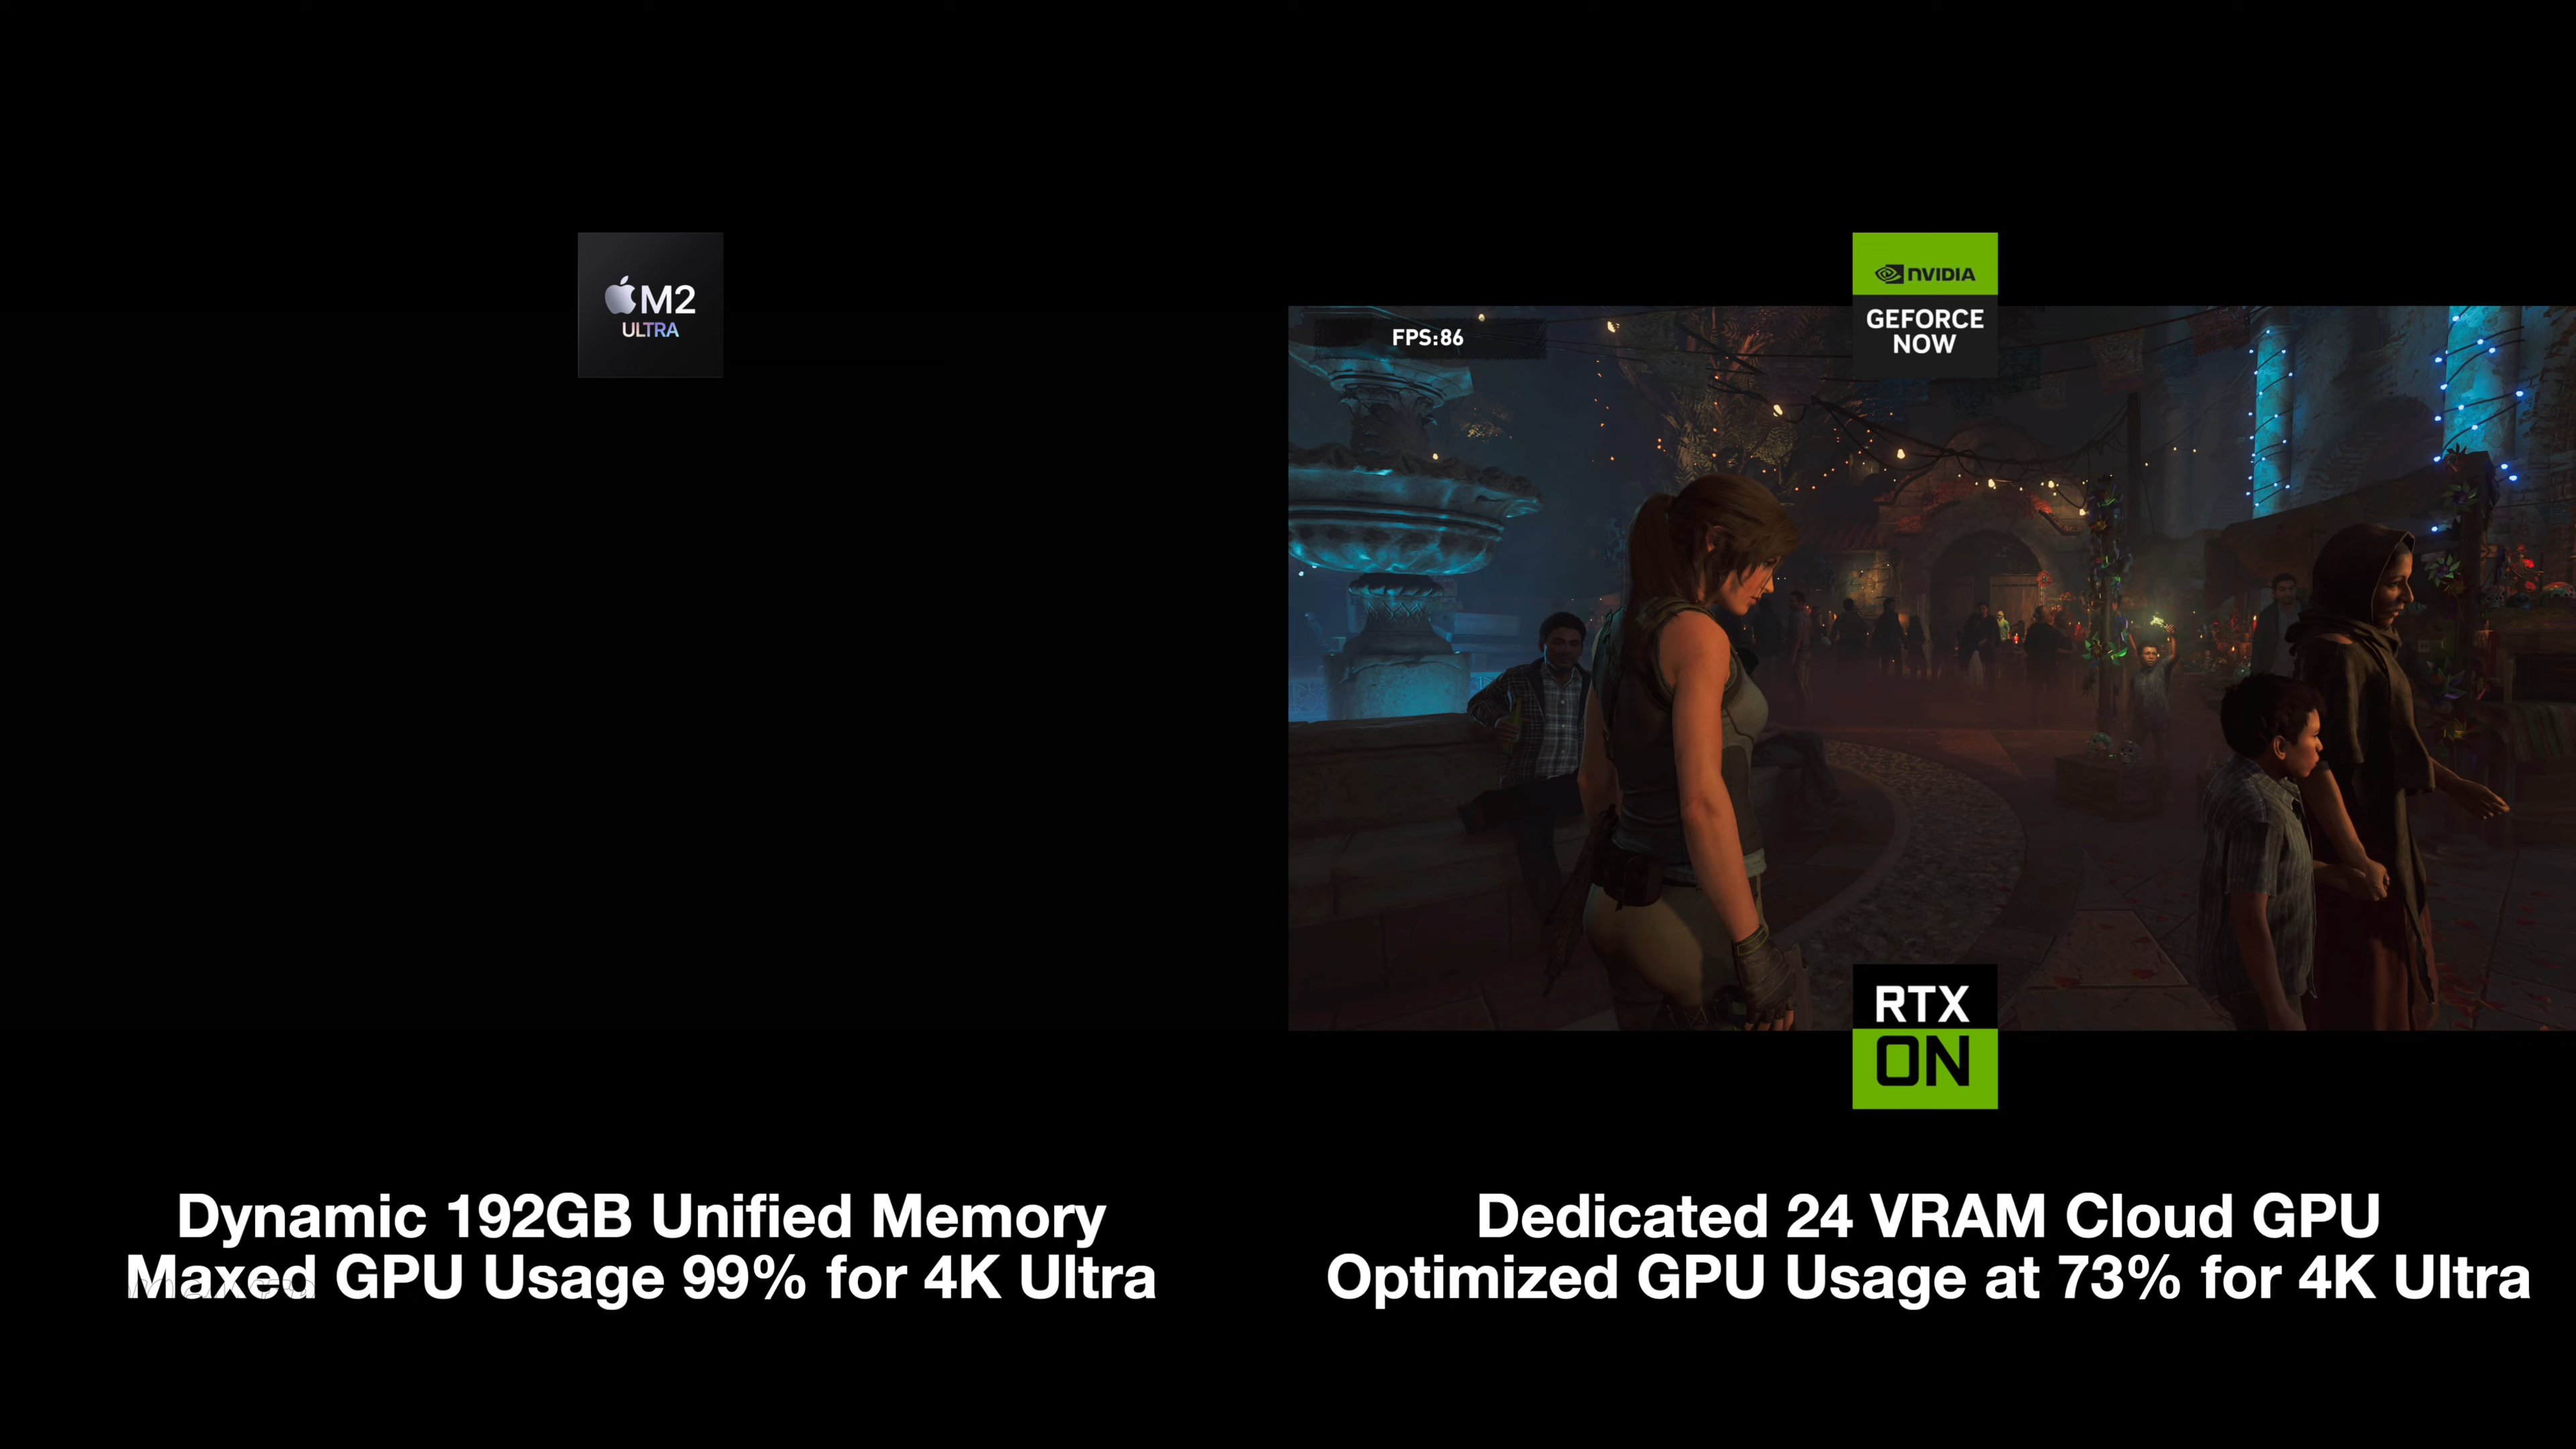 M2
ULTRA
Dynamic 192GB Unified Memory
Maxed GPU Usage 99% for 4K Ultra
NVIDIA
GEFORCE
NOW
FPS:86
RTX
ON
Dedicated 24 VRAM Cloud GPU
Optimized GPU Usage at 73% for 4K Ultra